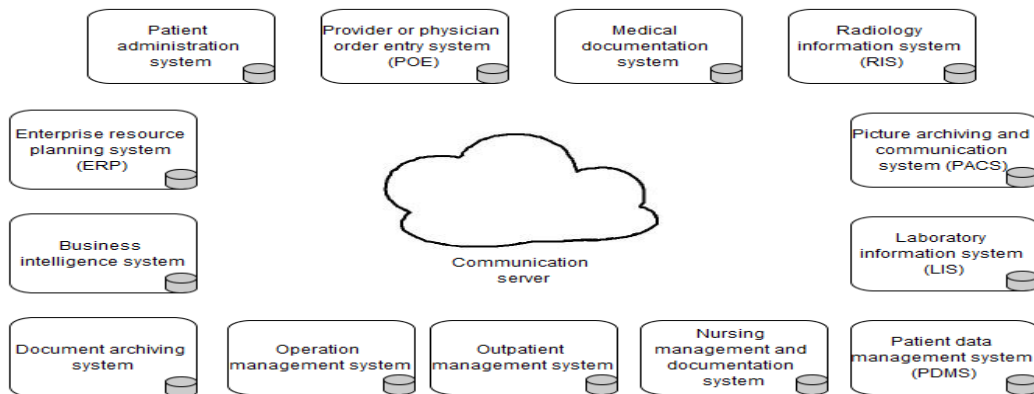 Patient
administration
system
Provider or physician
order entry system
(POE)
Medical
documentation
system
Radiology
information system
(RIS)
Enterprise resource
planning system
(ERP)
Picture archiving and
communication
system (PACS)
Business
intelligence system
Communication
server
Laboratory
information system
(LIS)
Document archiving
system
Operation
management system
Outpatient
management system
Nursing
management and
documentation
system
Patient data
management system
(PDMS)